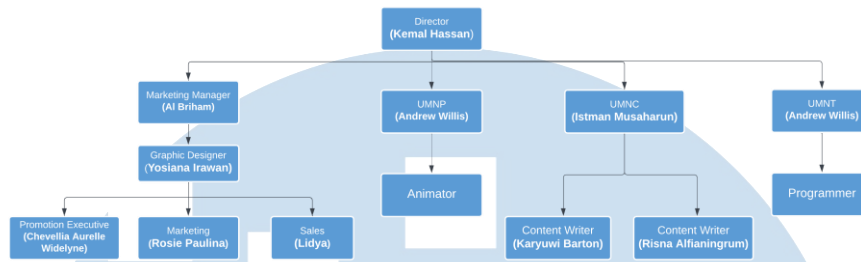 Director
(Kemal Hassan)
Marketing Manager
(Al Briham)
UMNP
(Andrew Willis)
UMNC
(Istman Musaharun)
UMNT
(Andrew Willis)
Graphic Designer
(Yosiana Irawan)
Animator
Programmer
Promotion Executive
(Chevellia Aurelle
Widelyne)
Marketing
(Rosie Paulina)
Sales
(Lidya)
Content Writer
(Karyuwi Barton)
Content Writer
(Risna Alfianingrum)